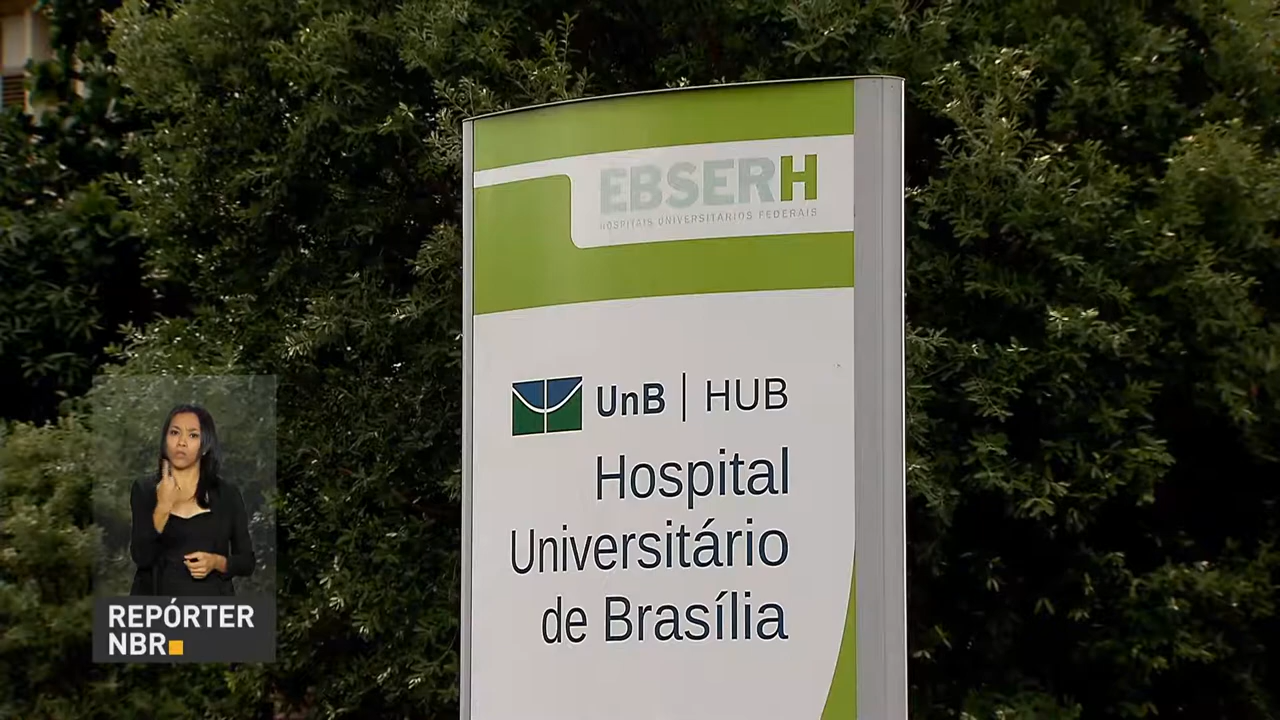 EBSERH
HOSPITAIS UNIVERSITÁRIOS FEDERAIS
UnB | HUB
Hospital
Universitário
de Brasília
REPÓRTER
NBR